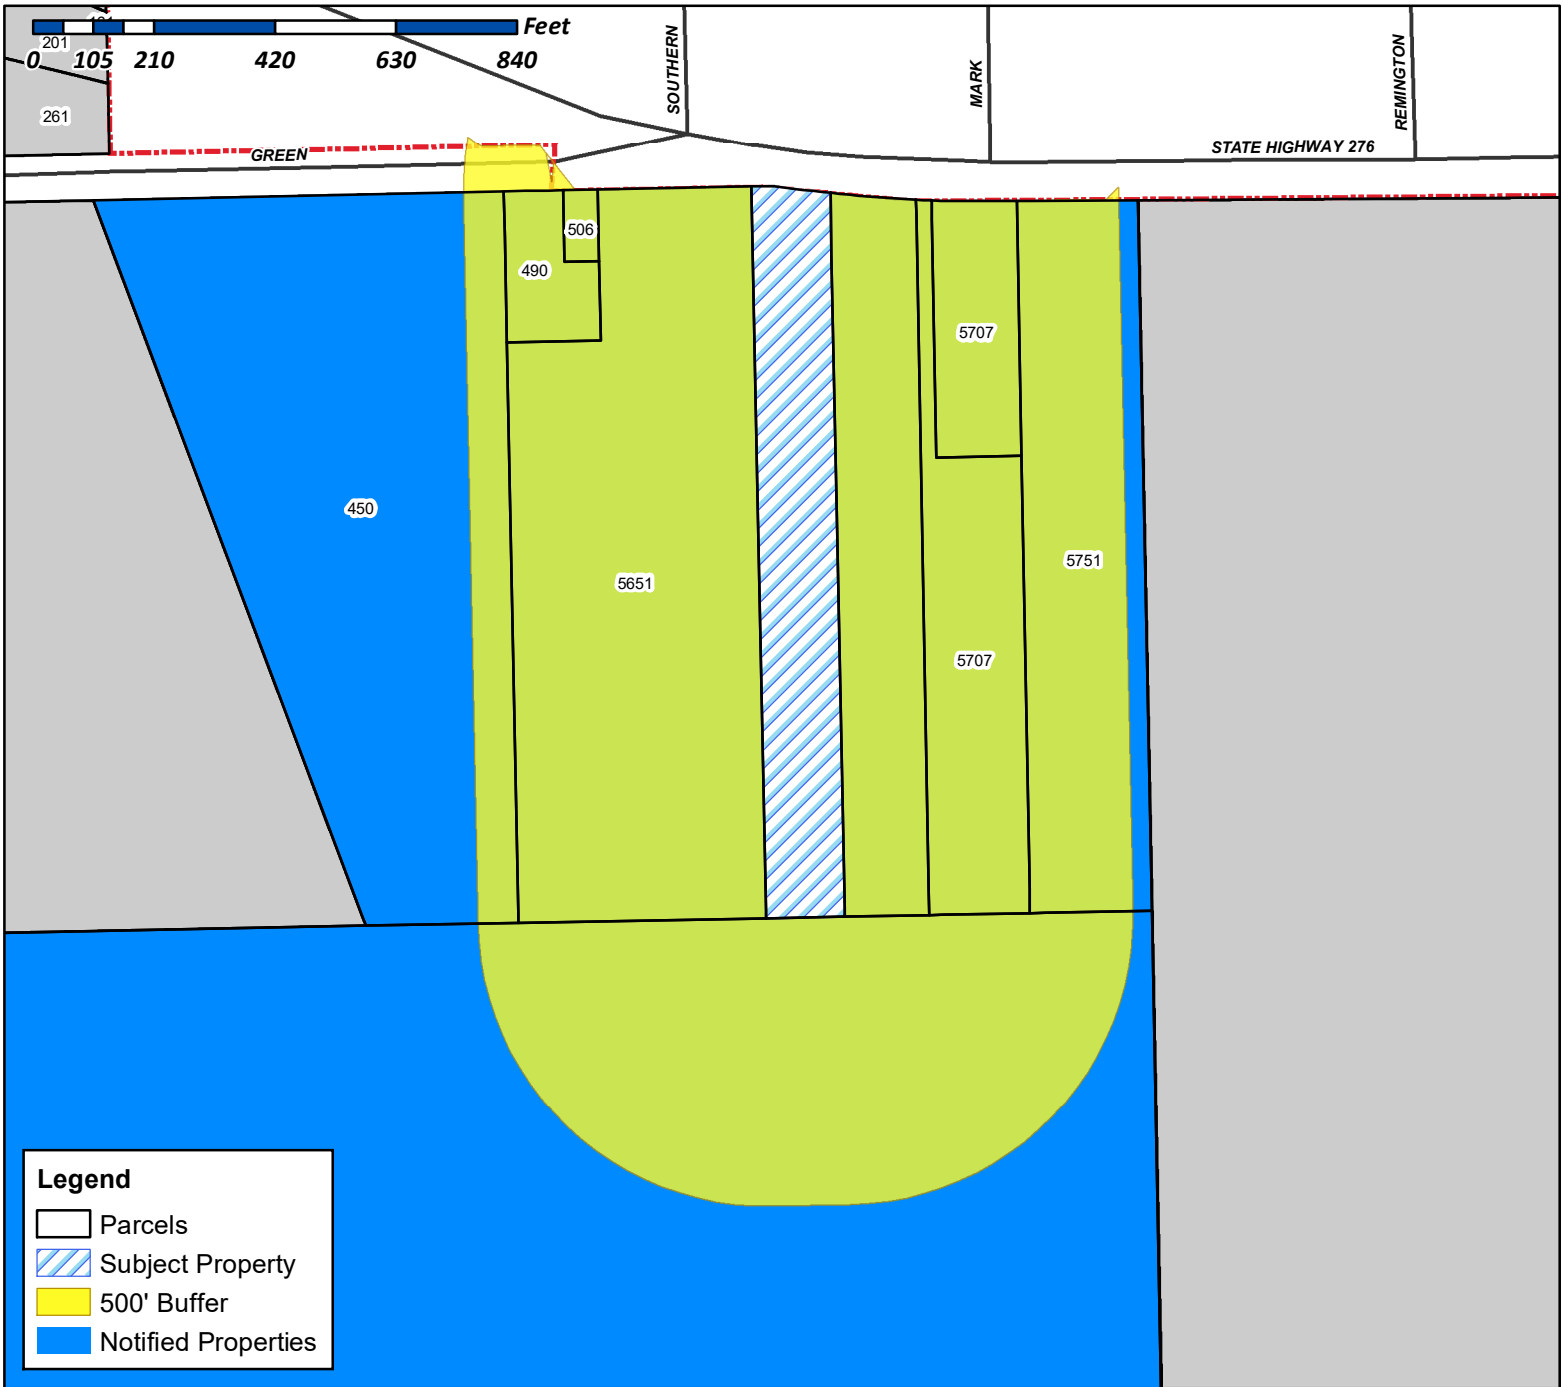 Feet
201
0 105 210 420 630 840
261
SOUTHERN
MARK
REMINGTON
GREEN
STATE HIGHWAY 276
506
490
5707
450
5651
5751
5707
Legend
Parcels
Subject Property
500' Buffer
Notified Properties